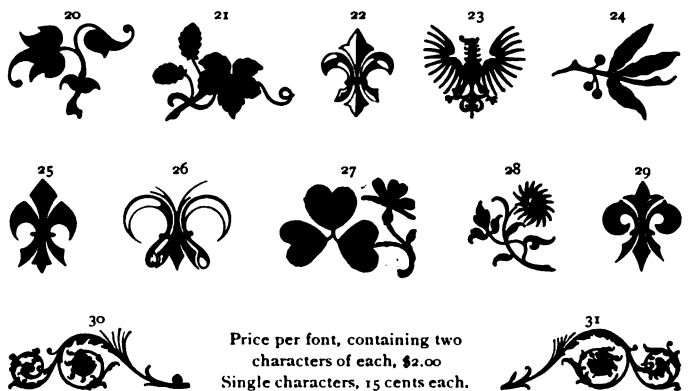 20 21 22 23 24
25 26 27 28 29
30 31
Price per font, containing two
characters of each, $2.00
Single characters, 15 cents each.